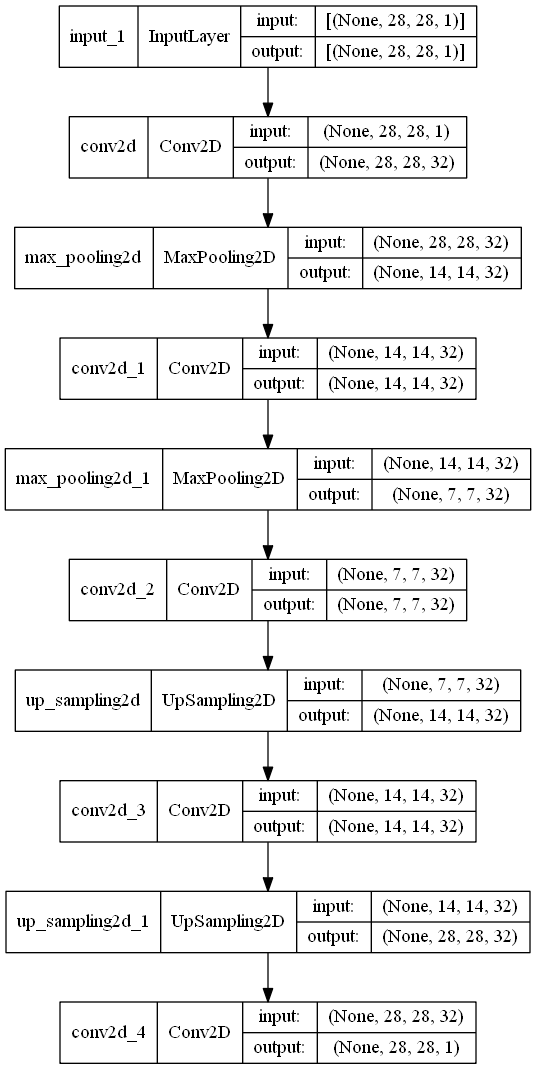 input_1 InputLayer input: [(None, 28, 28, 1)]
output: [(None, 28, 28, 1)]
conv2d Conv2D input: (None, 28, 28, 1)
output: (None, 28, 28, 32)
max_pooling2d MaxPooling2D input: (None, 28, 28, 32)
output: (None, 14, 14, 32)
conv2d_1 Conv2D input: (None, 14, 14, 32)
output: (None, 14, 14, 32)
max_pooling2d_1 MaxPooling2D input: (None, 14, 14, 32)
output: (None, 7, 7, 32)
conv2d_2 Conv2D input: (None, 7, 7, 32)
output: (None, 7, 7, 32)
up_sampling2d UpSampling2D input: (None, 7, 7, 32)
output: (None, 14, 14, 32)
conv2d_3 Conv2D input: (None, 14, 14, 32)
output: (None, 14, 14, 32)
up_sampling2d_1 UpSampling2D input: (None, 14, 14, 32)
output: (None, 28, 28, 32)
conv2d_4 Conv2D input: (None, 28, 28, 32)
output: (None, 28, 28, 1)